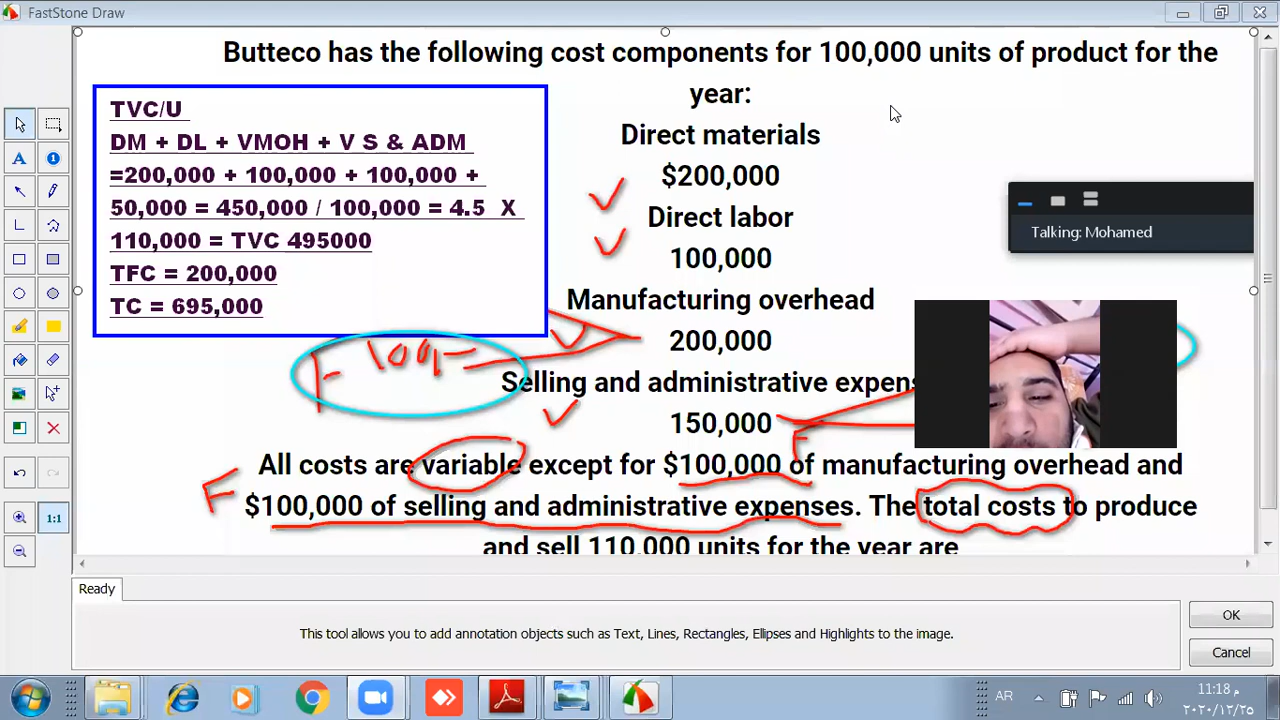 FastStone Draw
Butteco has the following cost components for 100,000 units of product for the
year:
TVC/U
DM + DL + VMOH + V S & ADM
=200,000 + 100,000 + 100,000 +
50,000 = 450,000 / 100,000 = 4.5 X
110,000 = TVC 495000
TFC = 200,000
TC = 695,000
Direct materials
$200,000
Direct labor
100,000
Manufacturing overhead
200,000
Selling and administrative expens
150,000
All costs are variable except for $100,000 of manufacturing overhead and
$100,000 of selling and administrative expenses. The total costs to produce
and sell 110,000 units for the year are
Talking: Mohamed
F
F
F
1:1
Ready
This tool allows you to add annotation objects such as Text, Lines, Rectangles, Ellipses and Highlights to the image.
OK
Cancel
AR
11:18 م
٢٠٢٠/١٢/٢٥